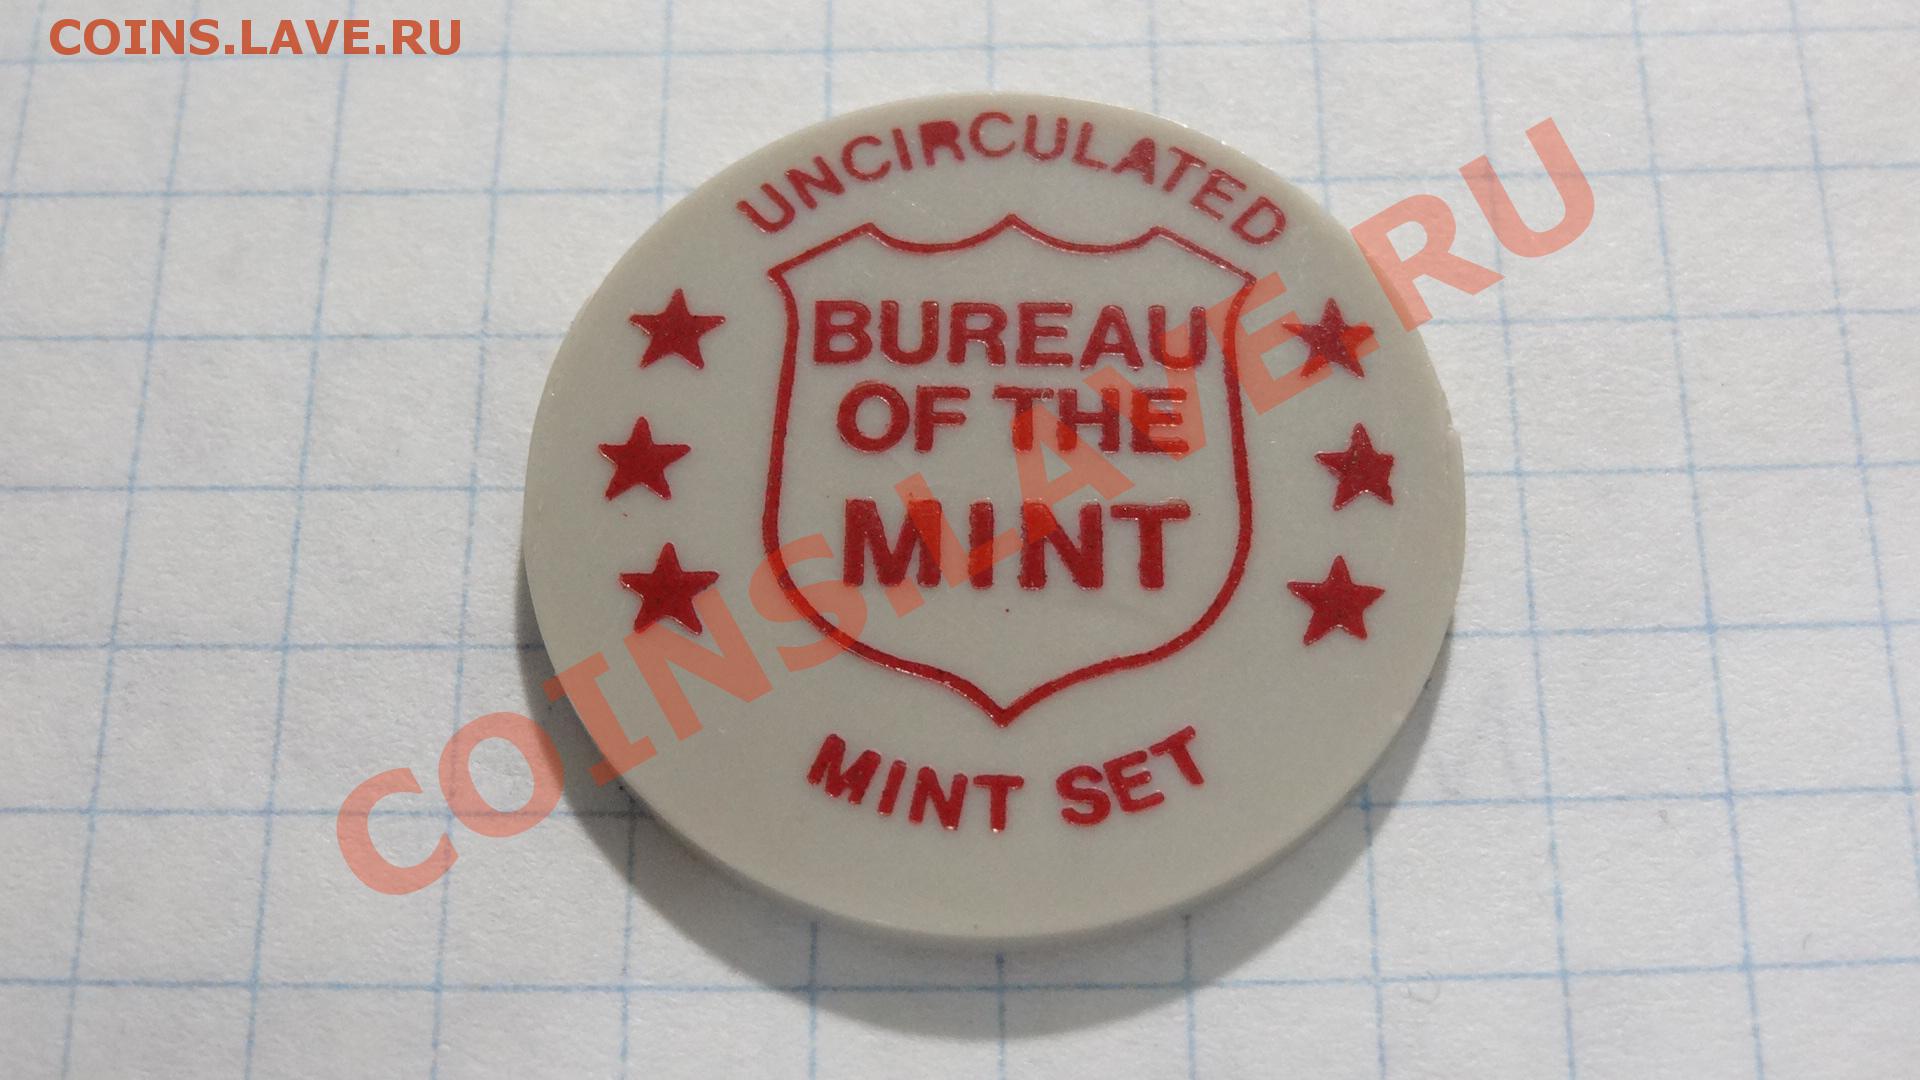 COINS.LAVE.RU
UNCIRCULATED
BUREAU
OF THE
MINT
MINT SET
COINS.LAVE.RU